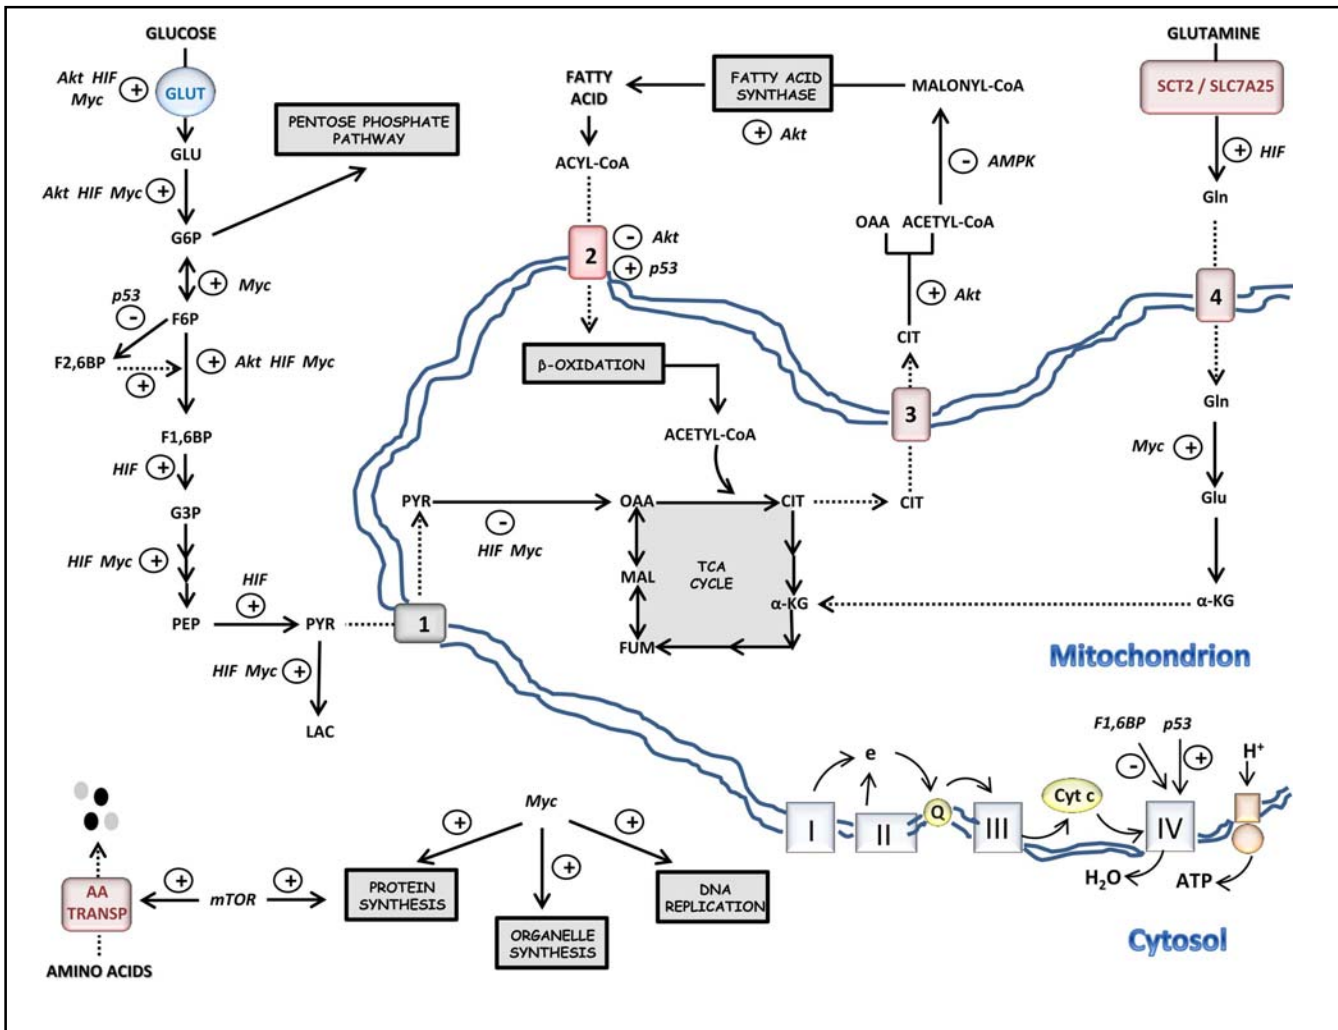 GLUCOSE
Akt HIF
Myc
+
GLUT
GLU
Akt HIF Myc +
G6P
PENTOSE PHOSPHATE
PATHWAY
+ Myc
p53
-
F6P
F2,6BP
+
+ Akt HIF Myc
F1,6BP
HIF +
G3P
HIF Myc +
PEP
HIF
+
PYR
HIF Myc +
LAC
1
PYR
-
HIF Myc
FATTY
ACID
FATTY ACID
SYNTHASE
+ Akt
MALONYL-CoA
ACYL-CoA
- AMPK
OAA ACETYL-CoA
2
- Akt
+ p53
+ Akt
CIT
β-OXIDATION
3
ACETYL-CoA
OAA
CIT
CIT
TCA
CYCLE
MAL
α-KG
FUM
GLUTAMINE
SCT2 / SLC7A25
+ HIF
Gln
4
Gln
Myc +
Glu
α-KG
Mitochondrion
F1,6BP p53
- +
H+
e
I
II
Q
III
Cyt c
IV
H2O
ATP
Cytosol
Myc
+
+
+
PROTEIN
SYNTHESIS
ORGANELLE
SYNTHESIS
DNA
REPLICATION
AA
TRANSP
+
mTOR
+
AMINO ACIDS